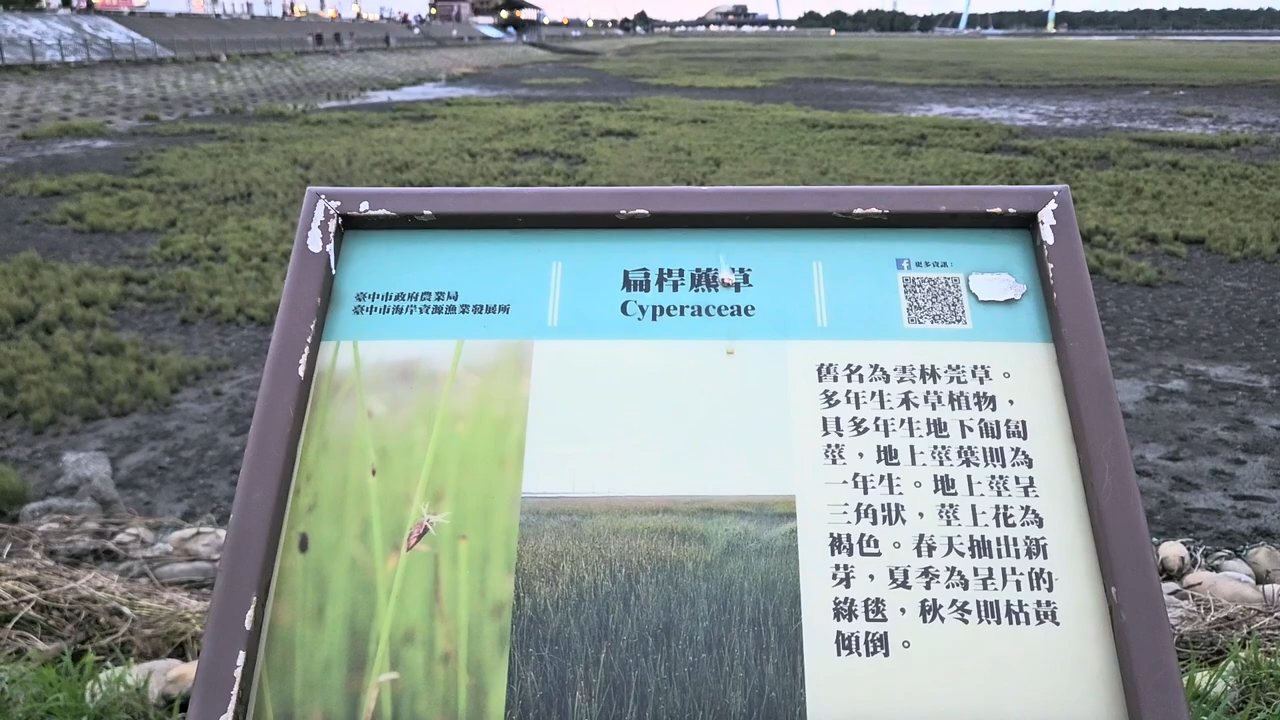 臺中市政府農業局
臺中市海岸資源漁業發展所
扁桿藨草
Cyperaceae
更多資訊：
舊名為雲林莞草。
多年生禾草植物，
具多年生地下匍匐
莖，地上莖葉則為
一年生。地上莖呈
三角狀，莖上花為
褐色。春天抽出新
芽，夏季為呈片的
綠毯，秋冬則枯黃
傾倒。